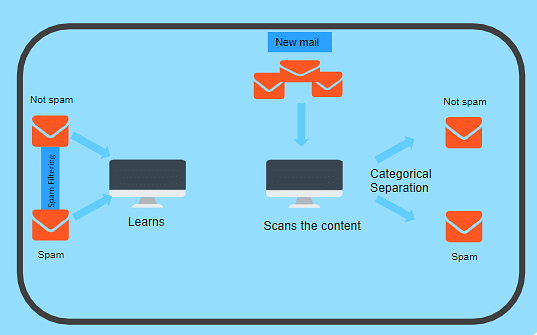 New mail
Not spam
Spam Filtering
Spam
Learns
Scans the content
Categorical
Separation
Not spam
Spam